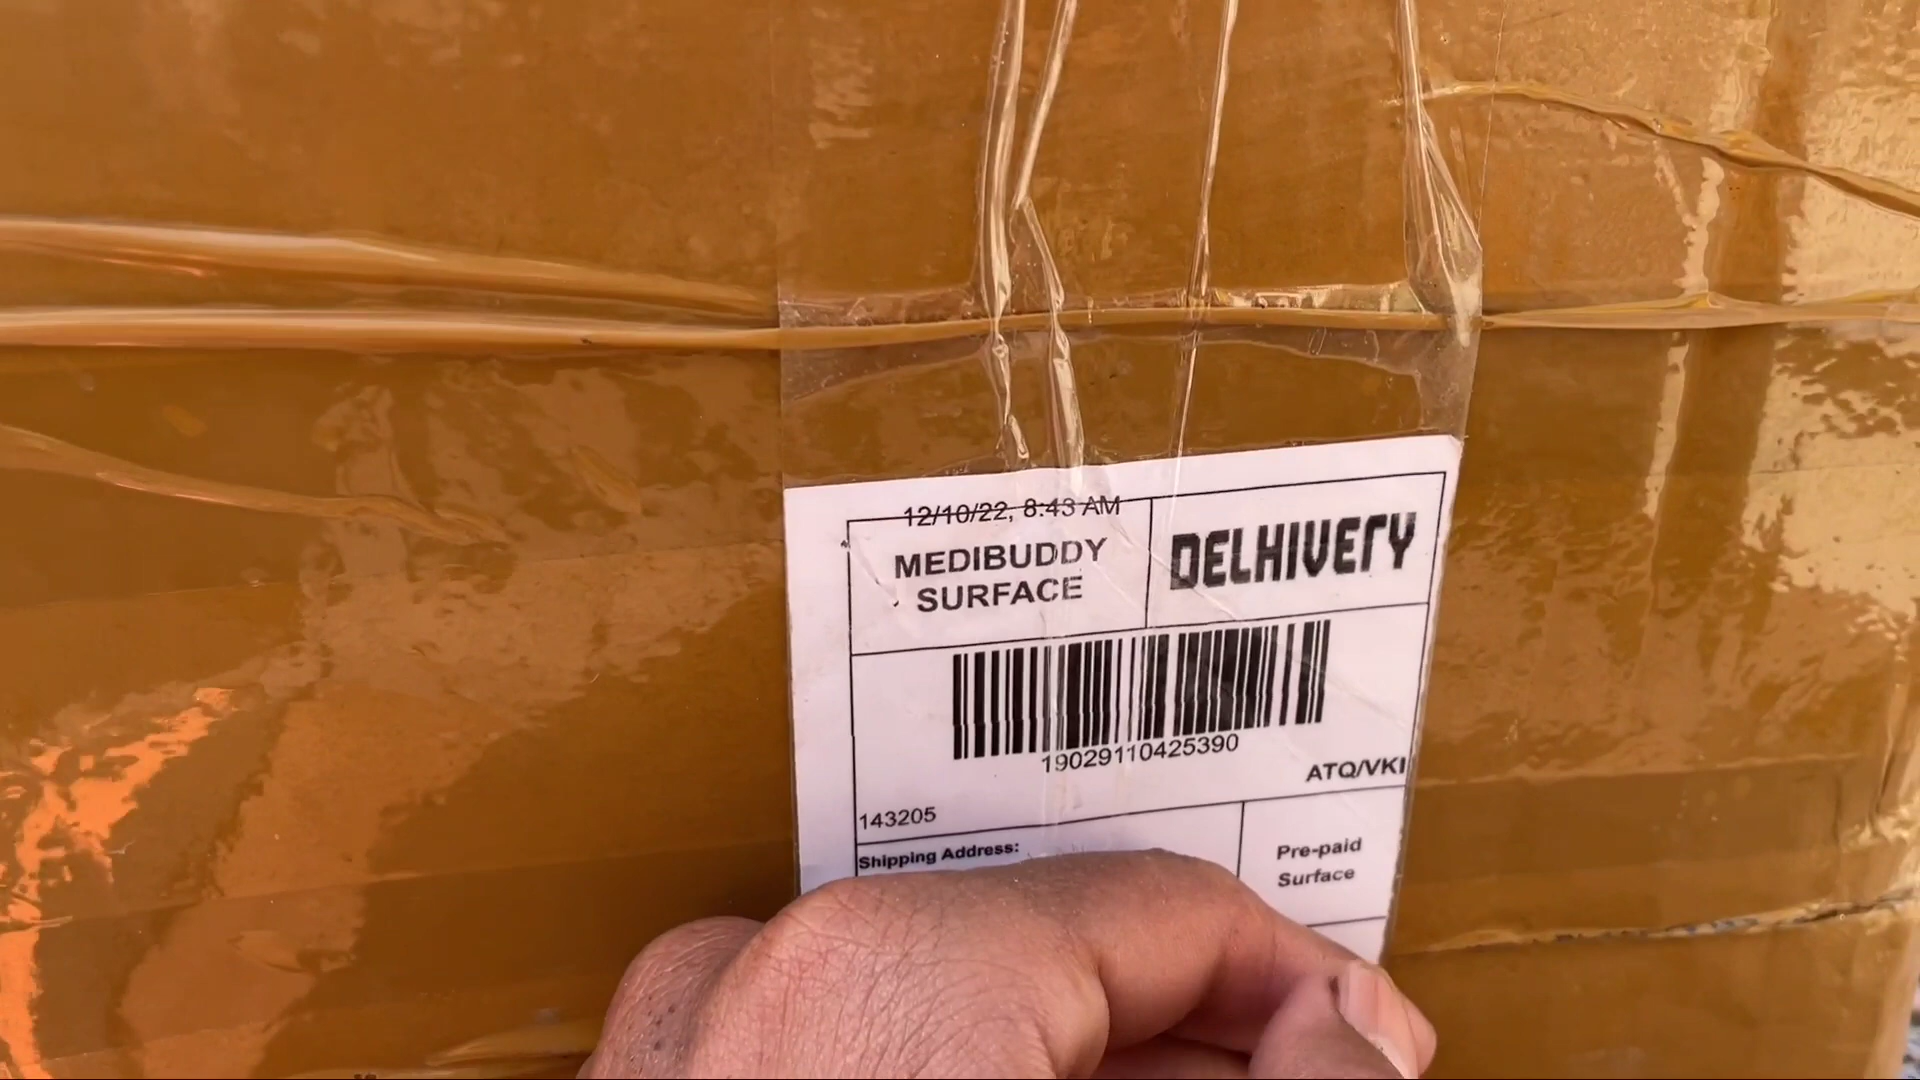 12/10/22, 8:43 AM
MEDIBUDDY
SURFACE
DELHIVERY
19029110425390
ATQ/VKI
143205
Shipping Address:
Pre-paid
Surface